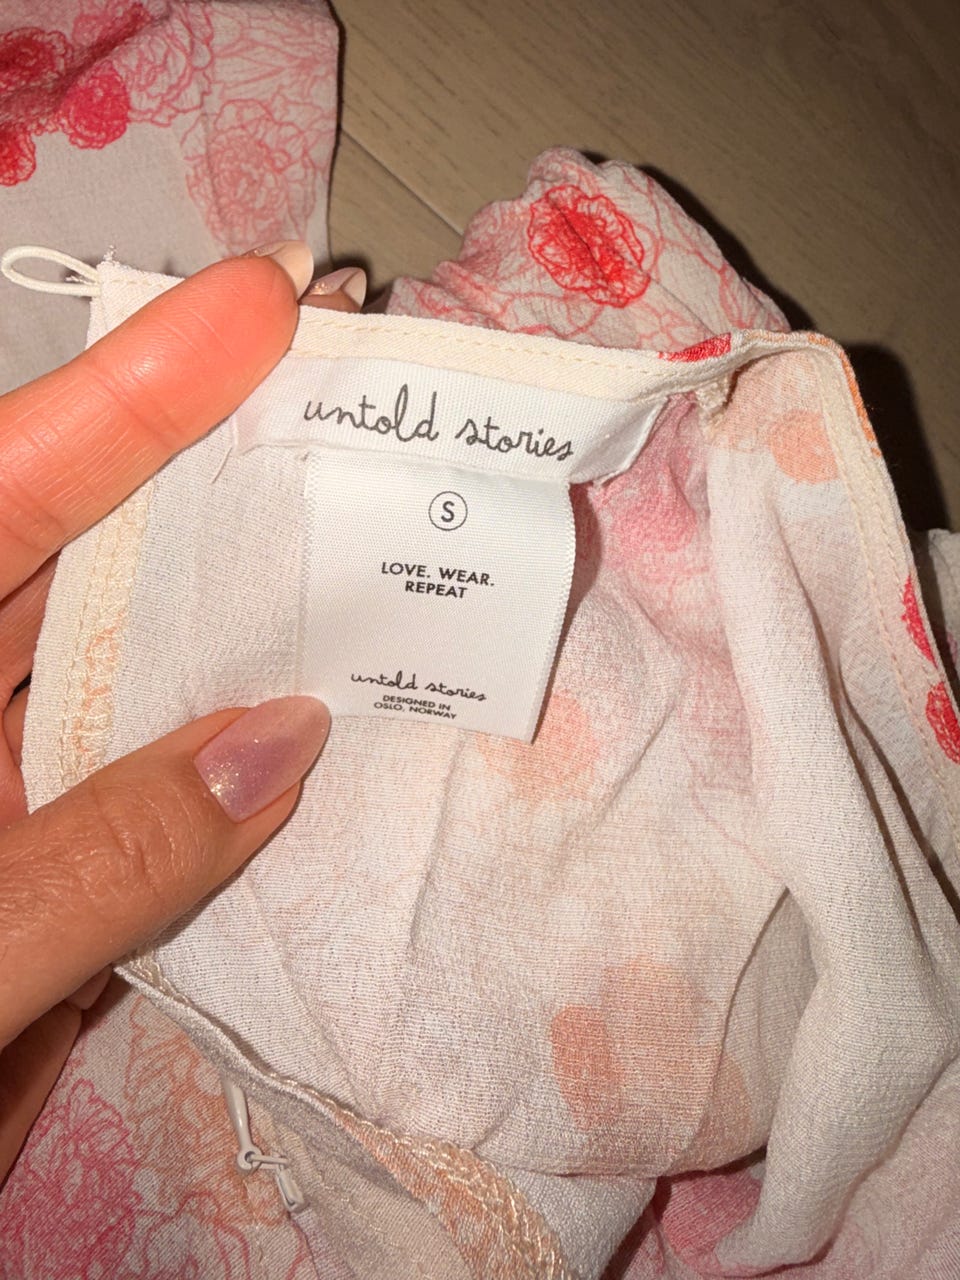 untold stories
S
LOVE. WEAR.
REPEAT
untold stories
DESIGNED IN
OSLO, NORWAY